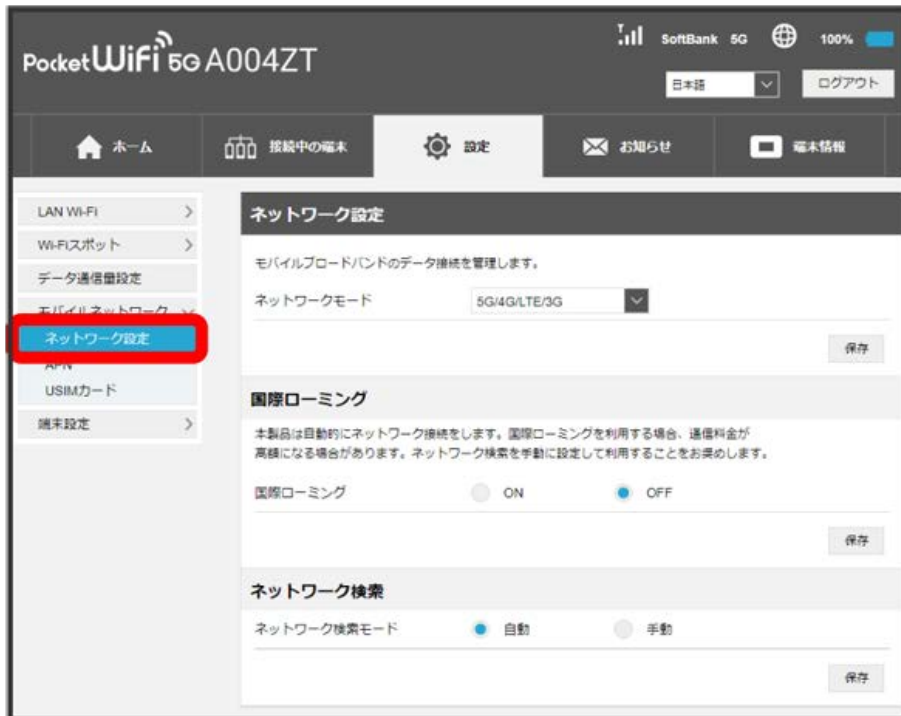 SoftBank 5G 100%
Pocket WiFi 5G A004ZT
日本語 ログアウト
ホーム 接続中の端末 設定 お知らせ 端末情報
LAN Wi-Fi
Wi-Fiスポット
データ通信量設定
モバイルネットワーク
ネットワーク設定
APN
USIMカード
端末設定
ネットワーク設定
モバイルブロードバンドのデータ接続を管理します。
ネットワークモード 5G/4G/LTE/3G
保存
国際ローミング
本製品は自動的にネットワーク接続をします。国際ローミングを利用する場合、通信料金が
高額になる場合があります。ネットワーク検索を手動に設定して利用することをお奨めします。
国際ローミング ON OFF
保存
ネットワーク検索
ネットワーク検索モード 自動 手動
保存